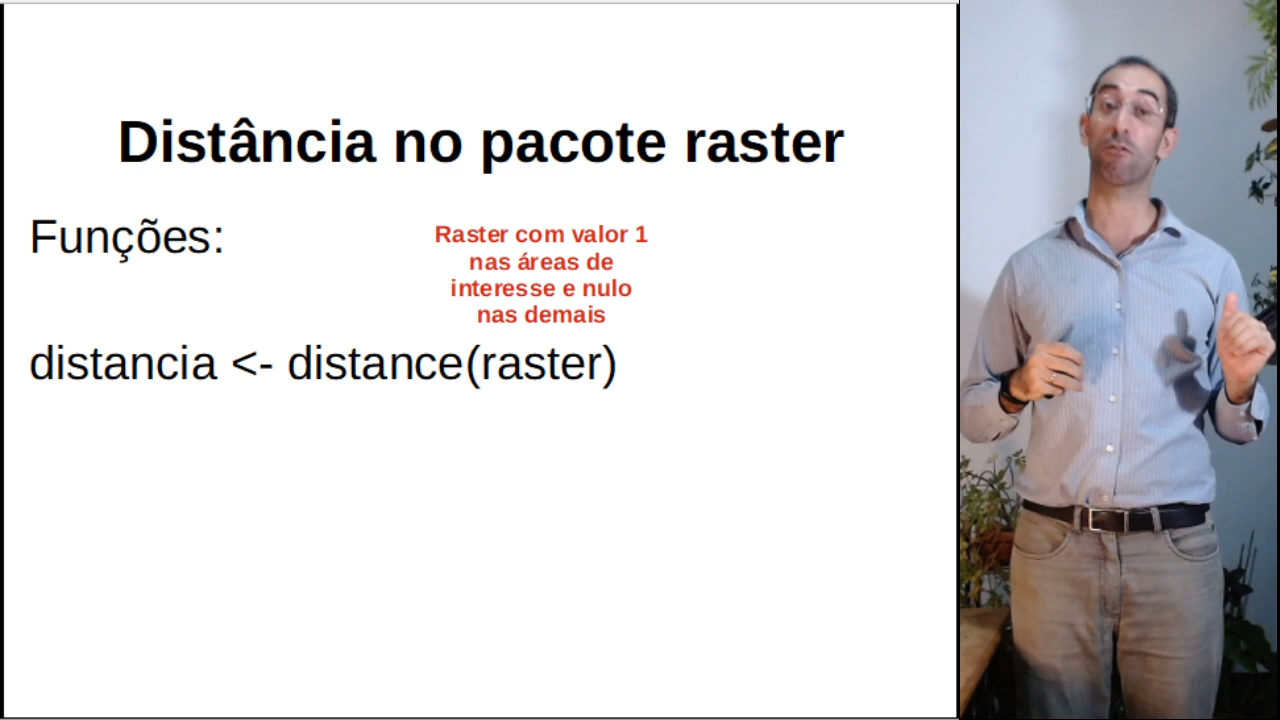 Distância no pacote raster
Funções:
Raster com valor 1
nas áreas de
interesse e nulo
nas demais
distancia <- distance(raster)